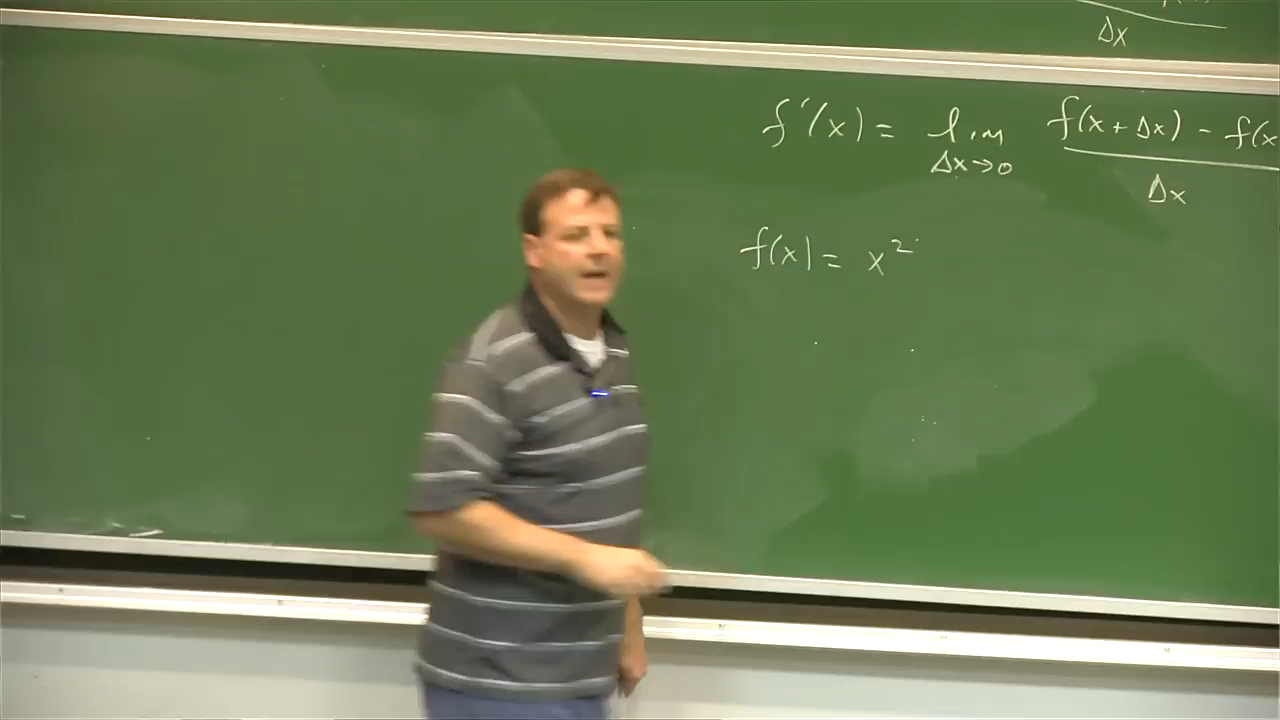 Δx
f'(x) = lim f(x + Δx) - f(x
Δx→0 Δx
f(x) = x²